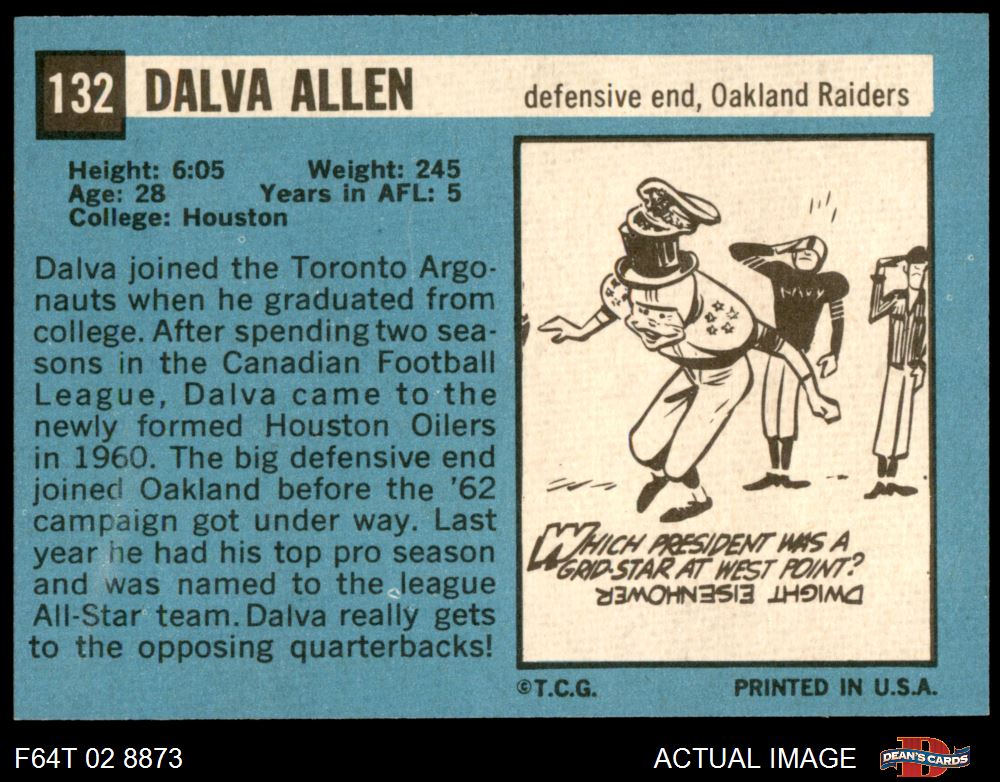 132 DALVA ALLEN defensive end, Oakland Raiders
Height: 6:05 Weight: 245
Age: 28 Years in AFL: 5
College: Houston
Dalva joined the Toronto Argo-
nauts when he graduated from
college. After spending two sea-
sons in the Canadian Football
League, Dalva came to the
newly formed Houston Oilers
in 1960. The big defensive end
joined Oakland before the '62
campaign got under way. Last
year he had his top pro season
and was named to the league
All-Star team. Dalva really gets
to the opposing quarterbacks!
NAVY
WHICH PRESIDENT WAS A
GRID-STAR AT WEST POINT?
DWIGHT EISENHOWER
©T.C.G. PRINTED IN U.S.A.
F64T 02 8873 ACTUAL IMAGE
D
DEAN'S CARDS